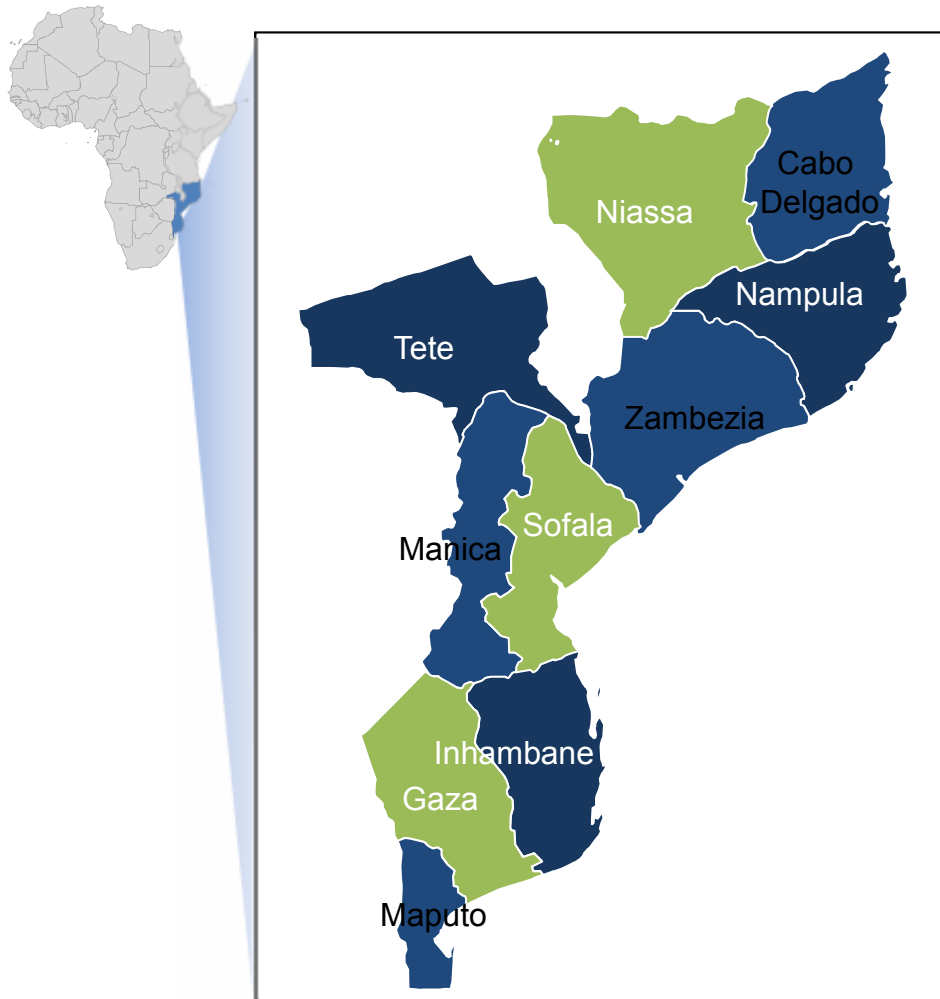 Cabo
Delgado
Niassa
Nampula
Tete
Zambezia
Sofala
Manica
Inhambane
Gaza
Maputo